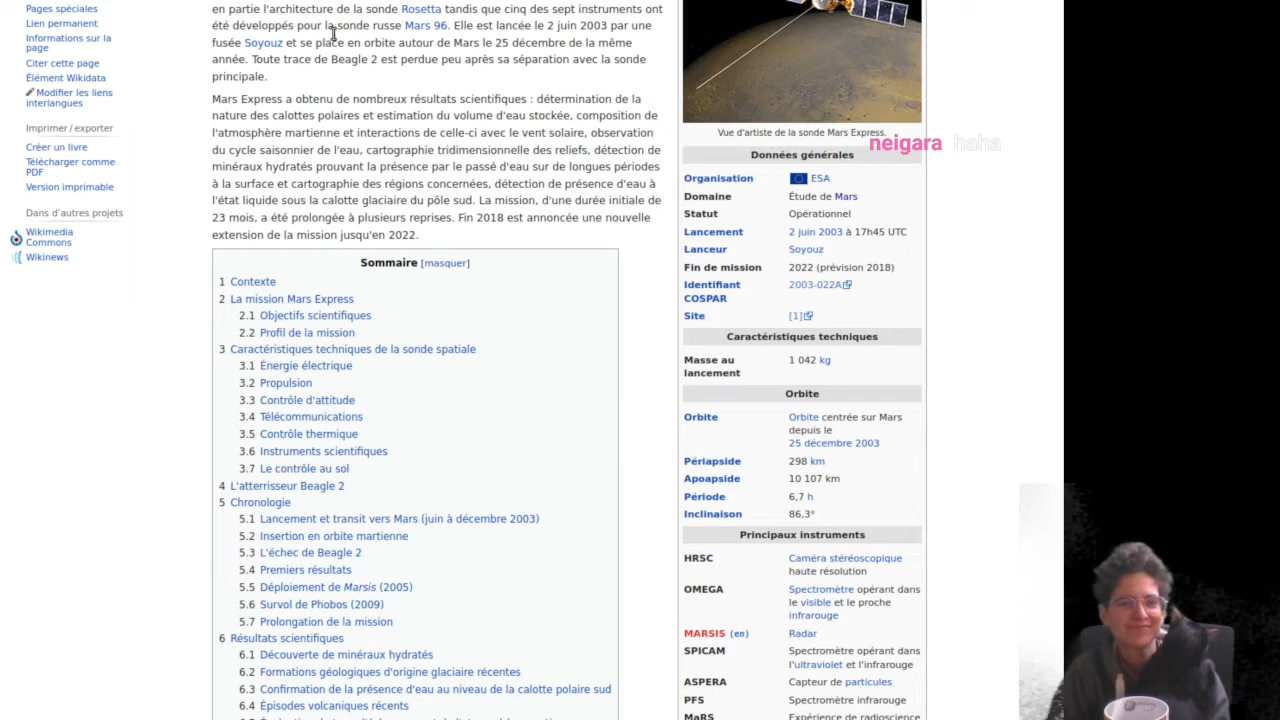 Pages spéciales
Lien permanent
Informations sur la
page
Citer cette page
Élément Wikidata
Modifier les liens
interlangues
Imprimer / exporter
Créer un livre
Télécharger comme
PDF
Version imprimable
Dans d'autres projets
Wikimedia
Commons
Wikinews
en partie l'architecture de la sonde Rosetta tandis que cinq des sept instruments ont
été développés pour la sonde russe Mars 96. Elle est lancée le 2 juin 2003 par une
fusée Soyouz et se place en orbite autour de Mars le 25 décembre de la même
année. Toute trace de Beagle 2 est perdue peu après sa séparation avec la sonde
principale.
Mars Express a obtenu de nombreux résultats scientifiques : détermination de la
nature des calottes polaires et estimation du volume d'eau stockée, composition de
l'atmosphère martienne et interactions de celle-ci avec le vent solaire, observation
du cycle saisonnier de l'eau, cartographie tridimensionnelle des reliefs, détection de
minéraux hydratés prouvant la présence par le passé d'eau sur de longues périodes
à la surface et cartographie des régions concernées, détection de présence d'eau à
l'état liquide sous la calotte glaciaire du pôle sud. La mission, d'une durée initiale de
23 mois, a été prolongée à plusieurs reprises. Fin 2018 est annoncée une nouvelle
extension de la mission jusqu'en 2022.
Sommaire [masquer]
1 Contexte
2 La mission Mars Express
2.1 Objectifs scientifiques
2.2 Profil de la mission
3 Caractéristiques techniques de la sonde spatiale
3.1 Énergie électrique
3.2 Propulsion
3.3 Contrôle d'attitude
3.4 Télécommunications
3.5 Contrôle thermique
3.6 Instruments scientifiques
3.7 Le contrôle au sol
4 L'atterrisseur Beagle 2
5 Chronologie
5.1 Lancement et transit vers Mars (juin à décembre 2003)
5.2 Insertion en orbite martienne
5.3 L'échec de Beagle 2
5.4 Premiers résultats
5.5 Déploiement de Marsis (2005)
5.6 Survol de Phobos (2009)
5.7 Prolongation de la mission
6 Résultats scientifiques
6.1 Découverte de minéraux hydratés
6.2 Formations géologiques d'origine glaciaire récentes
6.3 Confirmation de la présence d'eau au niveau de la calotte polaire sud
6.4 Épisodes volcaniques récents
Vue d'artiste de la sonde Mars Express.
neigara haha
Données générales
Organisation ESA
Domaine Étude de Mars
Statut Opérationnel
Lancement 2 juin 2003 à 17h45 UTC
Lanceur Soyouz
Fin de mission 2022 (prévision 2018)
Identifiant 2003-022A
COSPAR
Site [1]
Caractéristiques techniques
Masse au 1 042 kg
lancement
Orbite
Orbite Orbite centrée sur Mars
depuis le
25 décembre 2003
Périapside 298 km
Apoapside 10 107 km
Période 6,7 h
Inclinaison 86,3°
Principaux instruments
HRSC Caméra stéréoscopique
haute résolution
OMEGA Spectromètre opérant dans
le visible et le proche
infrarouge
MARSIS (en) Radar
SPICAM Spectromètre opérant dans
l'ultraviolet et l'infrarouge
ASPERA Capteur de particules
PFS Spectromètre infrarouge
MaRS Expérience de radioscience